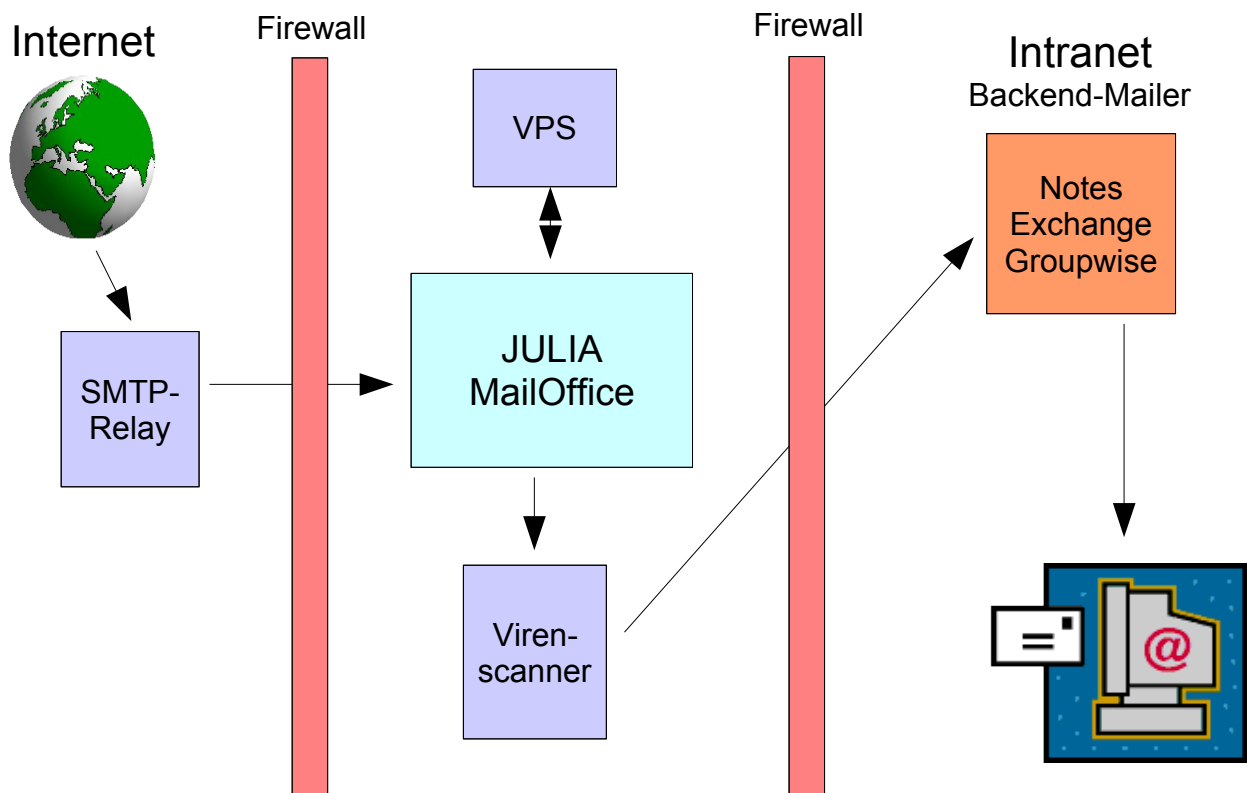 Internet
Firewall
Firewall
Intranet
Backend-Mailer
VPS
Notes
Exchange
Groupwise
JULIA
MailOffice
SMTP-
Relay
Viren-
scanner
@